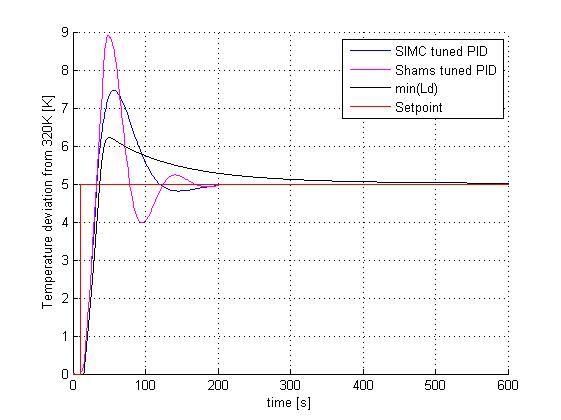 9
8
7
6
5
4
3
2
1
0
Temperature deviation from 320K [K]
SIMC tuned PID
Shams tuned PID
min(Ld)
Setpoint
0 100 200 300 400 500 600
time [s]